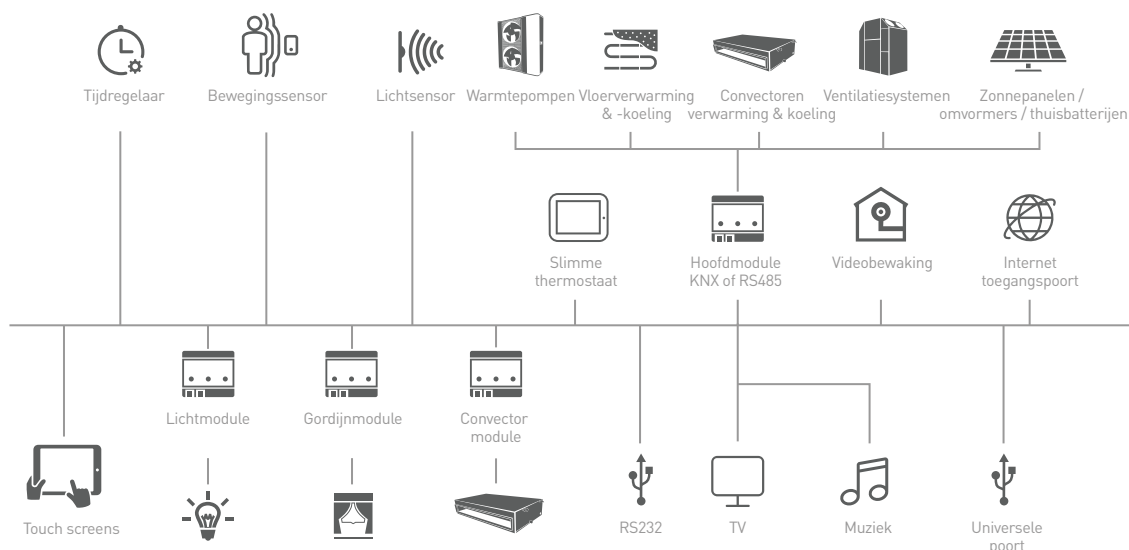 Tijdregelaar
Bewegingssensor
Lichtsensor
Warmtepompen
Vloerverwarming
& -koeling
Convectoren
verwarming & koeling
Ventilatiesystemen
Zonnepanelen /
omvormers / thuisbatterijen
Slimme
thermostaat
Hoofdmodule
KNX of RS485
Videobewaking
Internet
toegangspoort
Lichtmodule
Gordijnmodule
Convector
module
Touch screens
RS232
TV
Muziek
Universele
poort